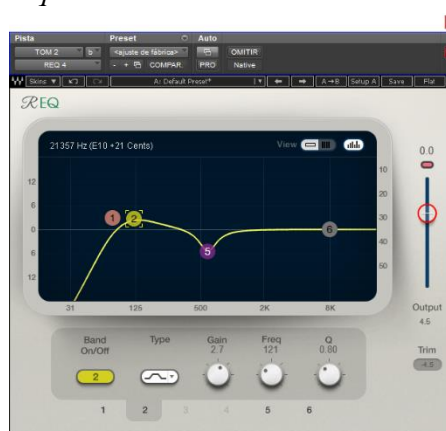 Pista Preset Auto
TOM 2 b <ajuste de fábrica> OMITIR
REQ 4 - + COMPAR. PRO Native
Skins A: Default Preset* A→B Setup A Save Flat
REQ
21357 Hz (E10 +21 Cents) View
0.0
12 6 0 6 12
10 20 30 40 50
1 2 5 6
31 125 500 2K 8K
Output
4.5
Band On/Off Type Gain 2.7 Freq 121 Q 0.80
2
Trim
-4.5
1 2 3 4 5 6